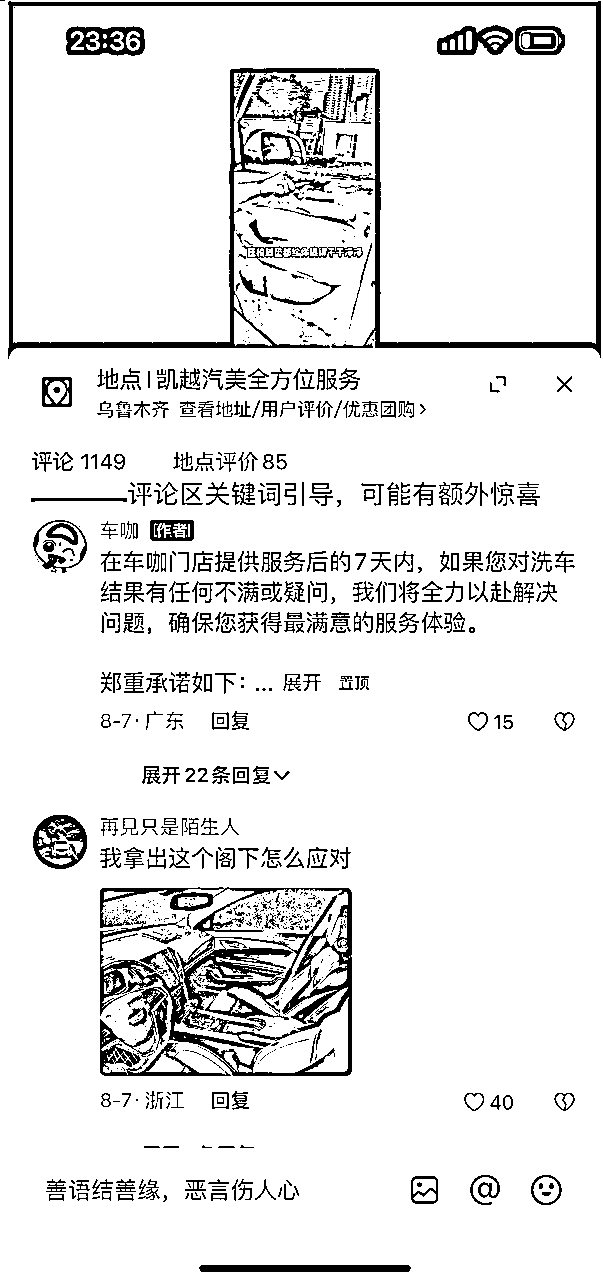 23:36
地点 | 凯越汽美全方位服务
乌鲁木齐 查看地址/用户评价/优惠团购›
评论 1149 地点评价 85
评论区关键词引导，可能有额外惊喜
车咖 作者
在车咖门店提供服务后的7天内，如果您对洗车
结果有任何不满或疑问，我们将全力以赴解决
问题，确保您获得最满意的服务体验。
郑重承诺如下：... 展开 置顶
8-7·广东 回复 15
展开22条回复
再见只是陌生人
我拿出这个阁下怎么应对
8-7·浙江 回复 40
善语结善缘，恶言伤人心